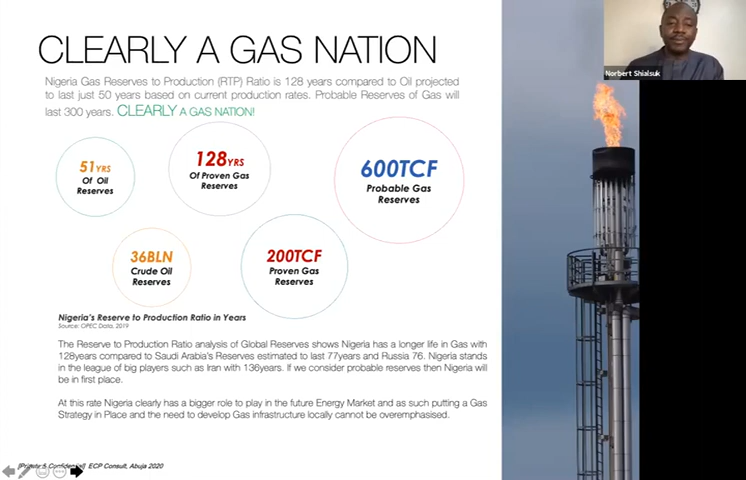 CLEARLY A GAS NATION
Nigeria Gas Reserves to Production (RTP) Ratio is 128 years compared to Oil projected
to last just 50 years based on current production rates. Probable Reserves of Gas will
last 300 years. CLEARLY A GAS NATION!
51YRS
Of Oil
Reserves
128YRS
Of Proven Gas
Reserves
600TCF
Probable Gas
Reserves
36BLN
Crude Oil
Reserves
200TCF
Proven Gas
Reserves
Nigeria's Reserve to Production Ratio in Years
Source: OPEC Data, 2019
The Reserve to Production Ratio analysis of Global Reserves shows Nigeria has a longer life in Gas with
128years compared to Saudi Arabia's Reserves estimated to last 77years and Russia 76. Nigeria stands
in the league of big players such as Iran with 136years. If we consider probable reserves then Nigeria will
be in first place.
At this rate Nigeria clearly has a bigger role to play in the future Energy Market and as such putting a Gas
Strategy in Place and the need to develop Gas infrastructure locally cannot be overemphasised.
ECP Consult, Abuja 2020
Norbert Shialsuk